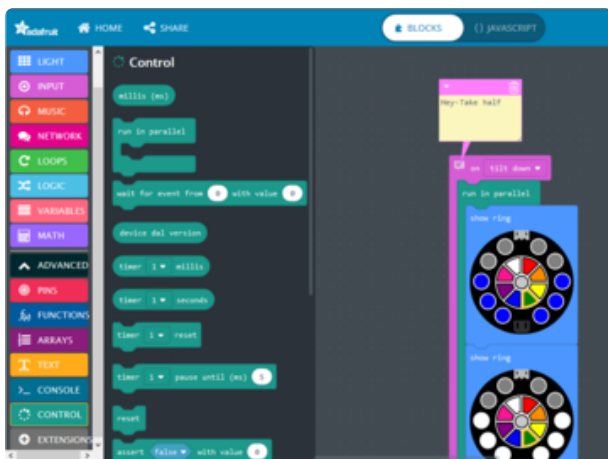 adafruit HOME SHARE BLOCKS {} JAVASCRIPT
LIGHT
INPUT
MUSIC
NETWORK
LOOPS
LOGIC
VARIABLES
MATH
ADVANCED
PINS
FUNCTIONS
ARRAYS
TEXT
CONSOLE
CONTROL
EXTENSIONS
Control
millis (ms)
run in parallel
wait for event from 0 with value 0
device dal version
timer 1 millis
timer 1 seconds
timer 1 reset
timer 1 pause until (ms) 5
reset
assert false with value 0
Hey-Take half
on tilt down
run in parallel
show ring
show ring